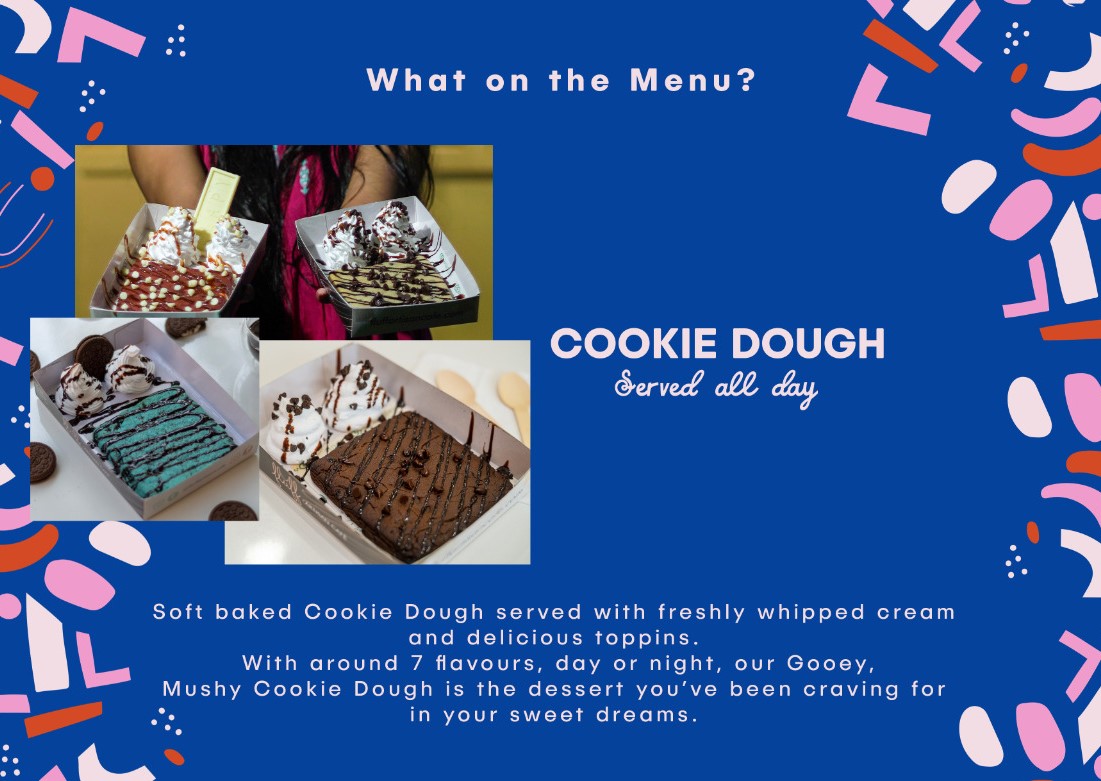 What on the Menu?
COOKIE DOUGH
Served all day
Soft baked Cookie Dough served with freshly whipped cream
and delicious toppins.
With around 7 flavours, day or night, our Gooey,
Mushy Cookie Dough is the dessert you’ve been craving for
in your sweet dreams.